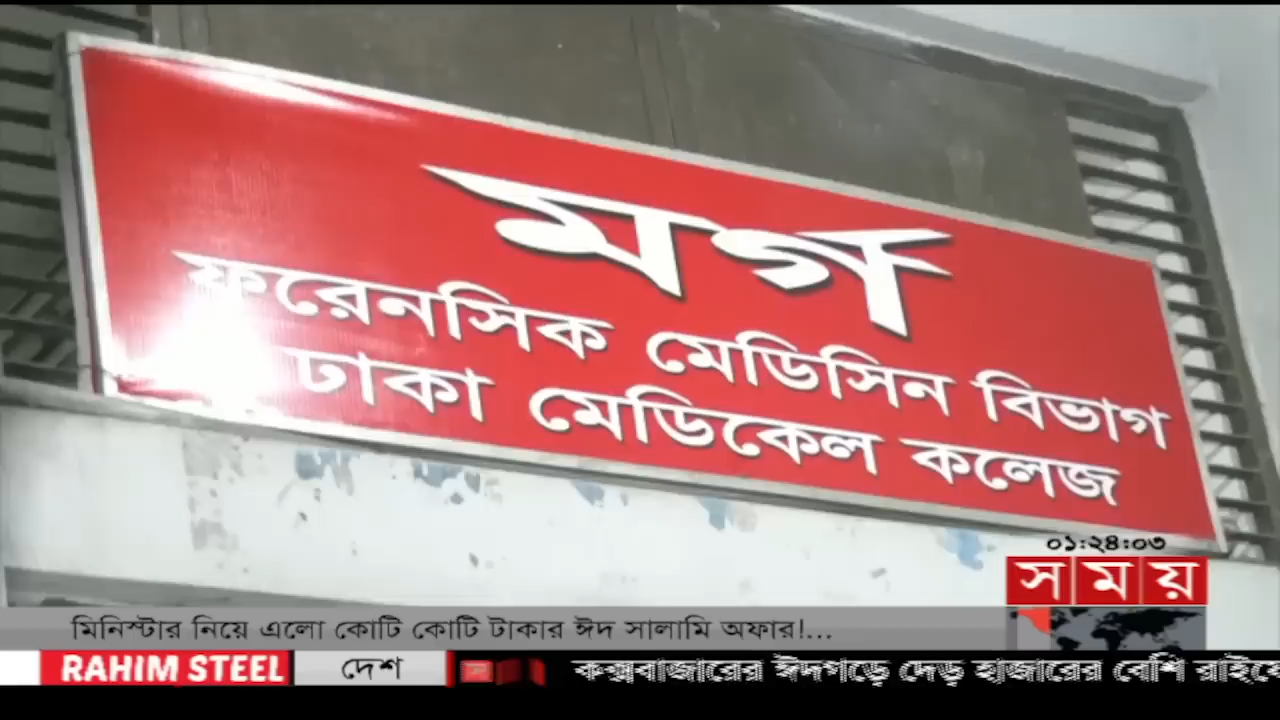 মর্গ
ফরেনসিক মেডিসিন বিভাগ
ঢাকা মেডিকেল কলেজ
০১:২৪:০৩
সময়
মিনিস্টার নিয়ে এলো কোটি কোটি টাকার ঈদ সালামি অফার!...
RAHIM STEEL
দেশ
কক্সবাজারের ঈদগড়ে দেড় হাজারের বেশি